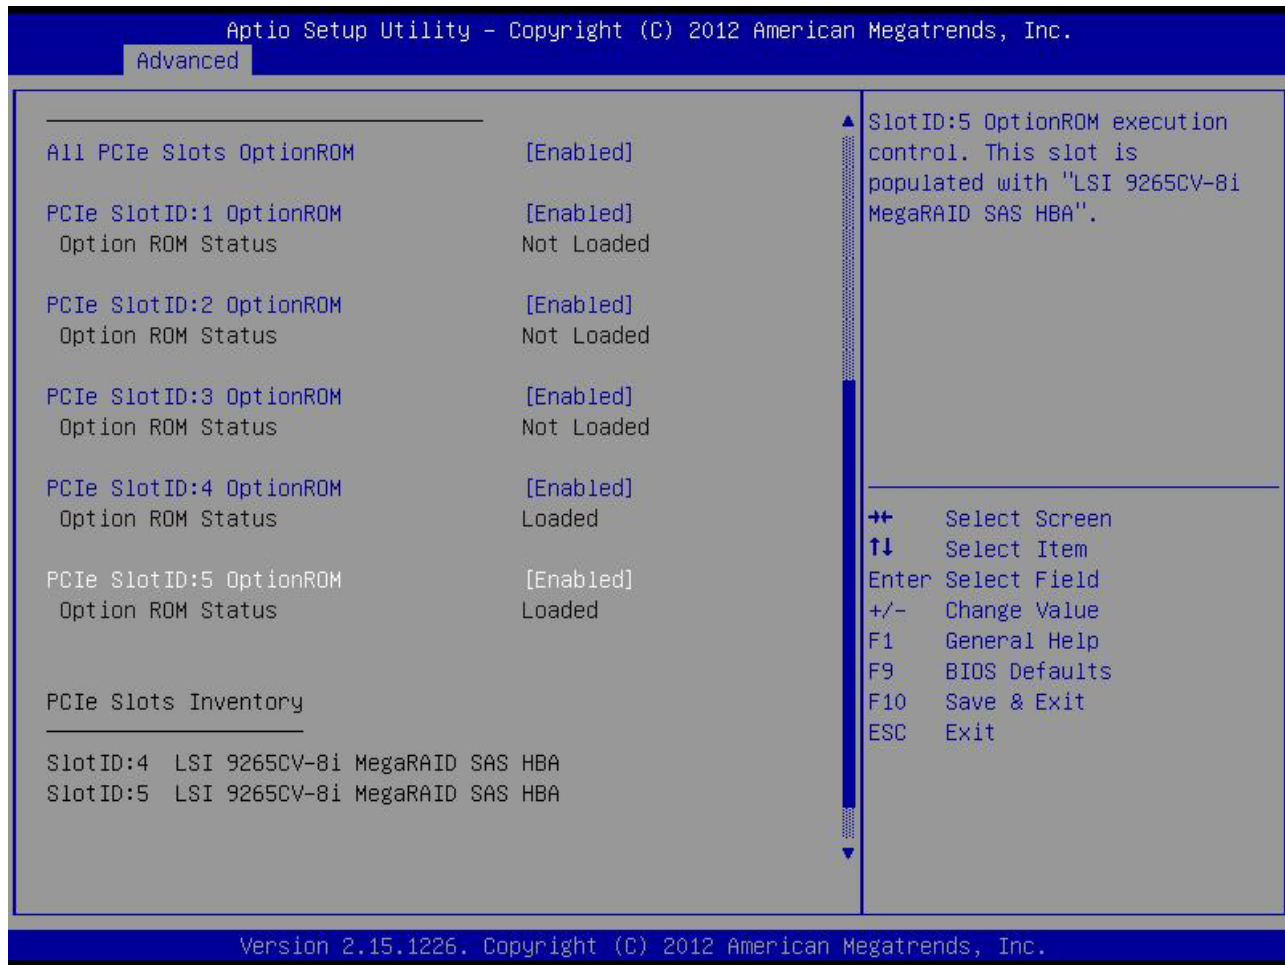 Aptio Setup Utility – Copyright (C) 2012 American Megatrends, Inc.
Advanced
All PCIe Slots OptionROM [Enabled]
PCIe SlotID:1 OptionROM [Enabled]
Option ROM Status Not Loaded
PCIe SlotID:2 OptionROM [Enabled]
Option ROM Status Not Loaded
PCIe SlotID:3 OptionROM [Enabled]
Option ROM Status Not Loaded
PCIe SlotID:4 OptionROM [Enabled]
Option ROM Status Loaded
PCIe SlotID:5 OptionROM [Enabled]
Option ROM Status Loaded
PCIe Slots Inventory
SlotID:4 LSI 9265CV-8i MegaRAID SAS HBA
SlotID:5 LSI 9265CV-8i MegaRAID SAS HBA
SlotID:5 OptionROM execution
control. This slot is
populated with "LSI 9265CV-8i
MegaRAID SAS HBA".
→← Select Screen
↑↓ Select Item
Enter Select Field
+/- Change Value
F1 General Help
F9 BIOS Defaults
F10 Save & Exit
ESC Exit
Version 2.15.1226. Copyright (C) 2012 American Megatrends, Inc.